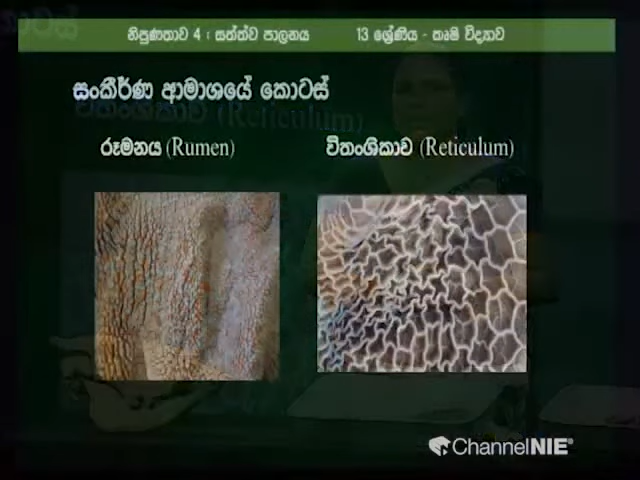 නිපුණතාව 4 : සත්ත්ව පාලනය 13 ශ්‍රේණිය - කෘෂි විද්‍යාව
සංකීර්ණ ආමාශයේ කොටස්
රූමනය (Rumen) විතංශිකාව (Reticulum)
ChannelNIE